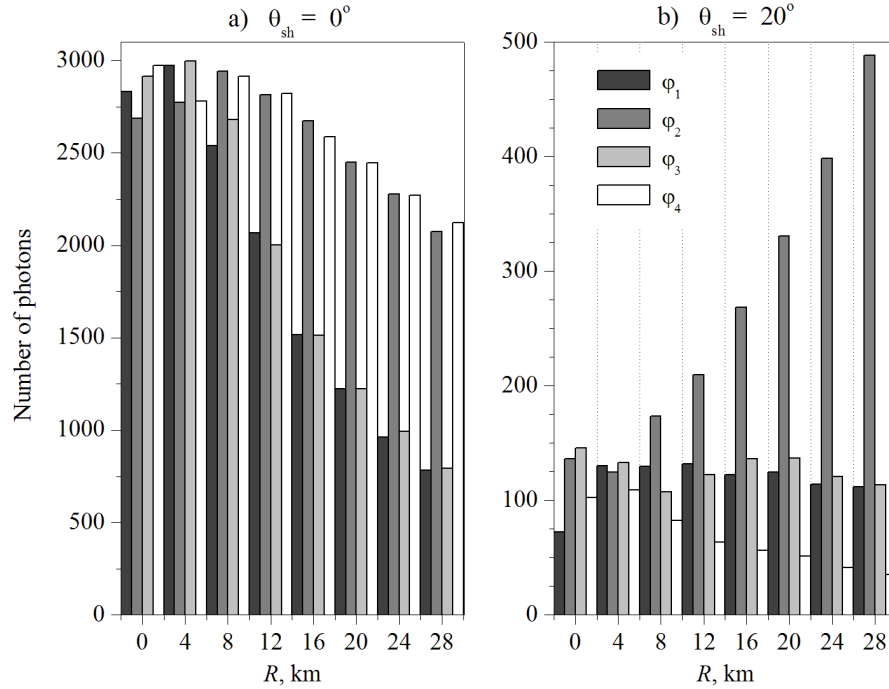 a) θsh = 0°
b) θsh = 20°
Number of photons
3000
2500
2000
1500
1000
500
0
0 4 8 12 16 20 24 28
R, km
500
400
300
200
100
0
φ1
φ2
φ3
φ4
0 4 8 12 16 20 24 28
R, km